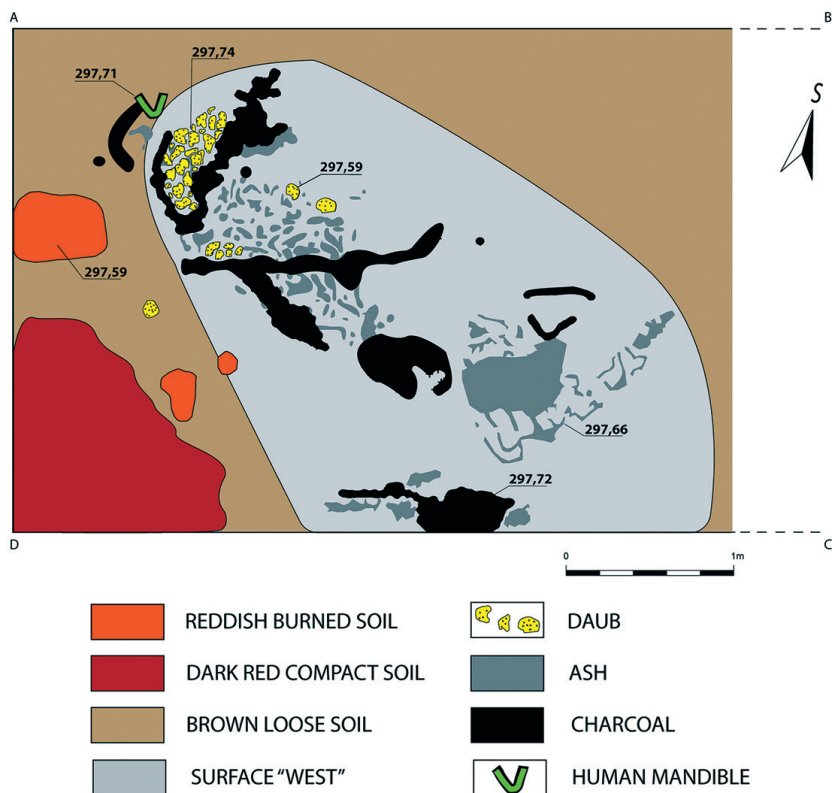 A
B
297,74
297,71
S
297,59
297,59
297,66
297,72
D
C
0
1m
REDDISH BURNED SOIL
DAUB
DARK RED COMPACT SOIL
ASH
BROWN LOOSE SOIL
CHARCOAL
SURFACE "WEST"
HUMAN MANDIBLE